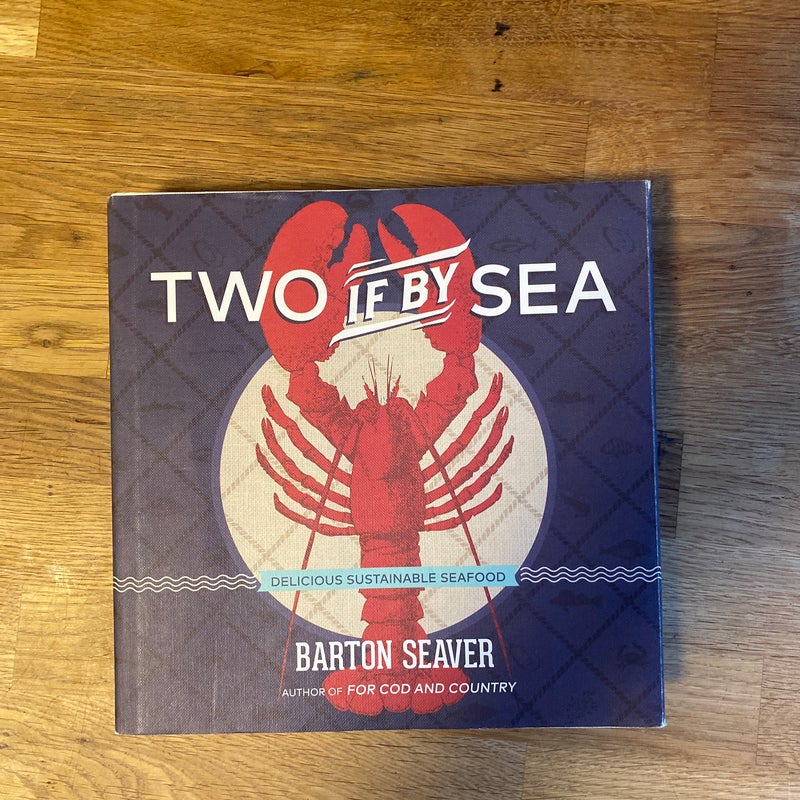 TWO IF BY SEA
DELICIOUS SUSTAINABLE SEAFOOD
BARTON SEAVER
AUTHOR OF FOR COD AND COUNTRY